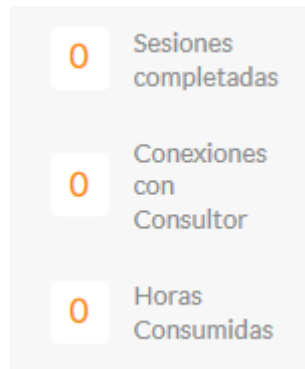 0
Sesiones
completadas
0
Conexiones
con
Consultor
0
Horas
Consumidas